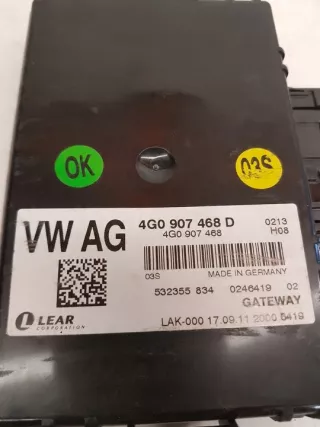 OK
03S
VW AG
4G0 907 468 D
0213
4G0 907 468
H08
03S
MADE IN GERMANY
532355 834
0246419
02
GATEWAY
LEAR
CORPORATION
LAK-000 17.09.11 2000 5419